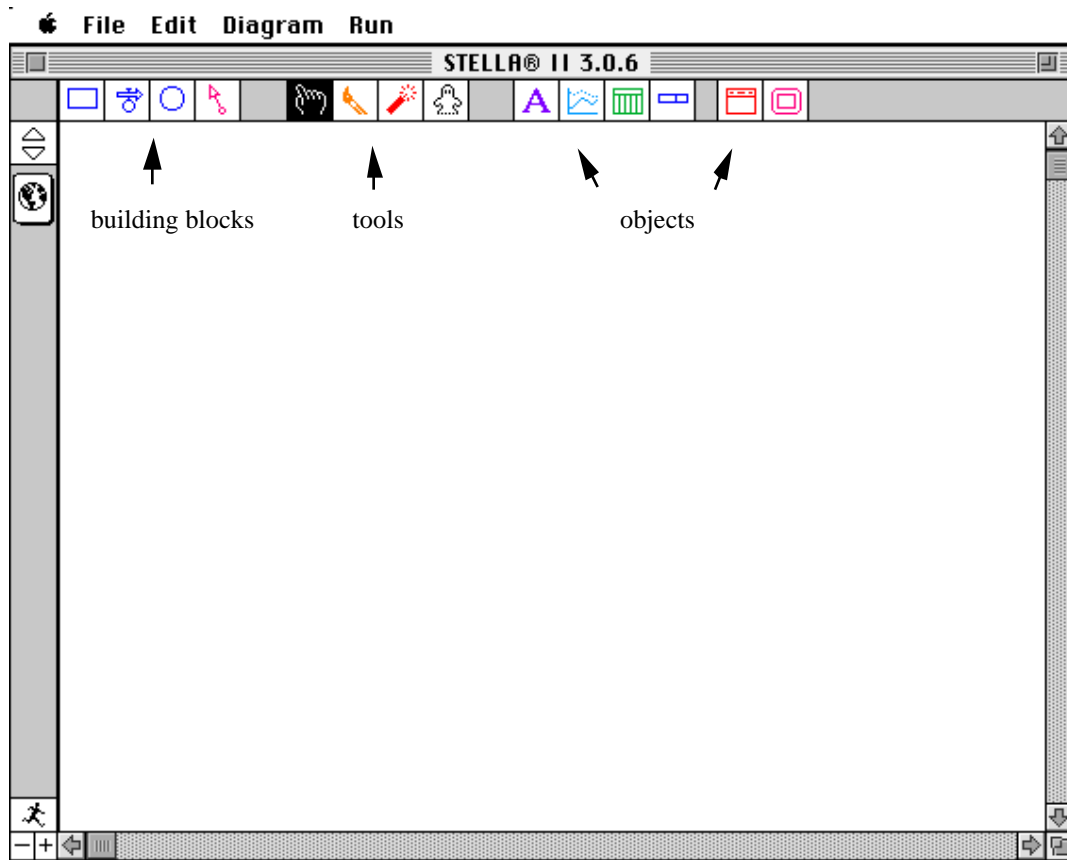 File Edit Diagram Run
STELLA® II 3.0.6
A
building blocks tools objects
− +